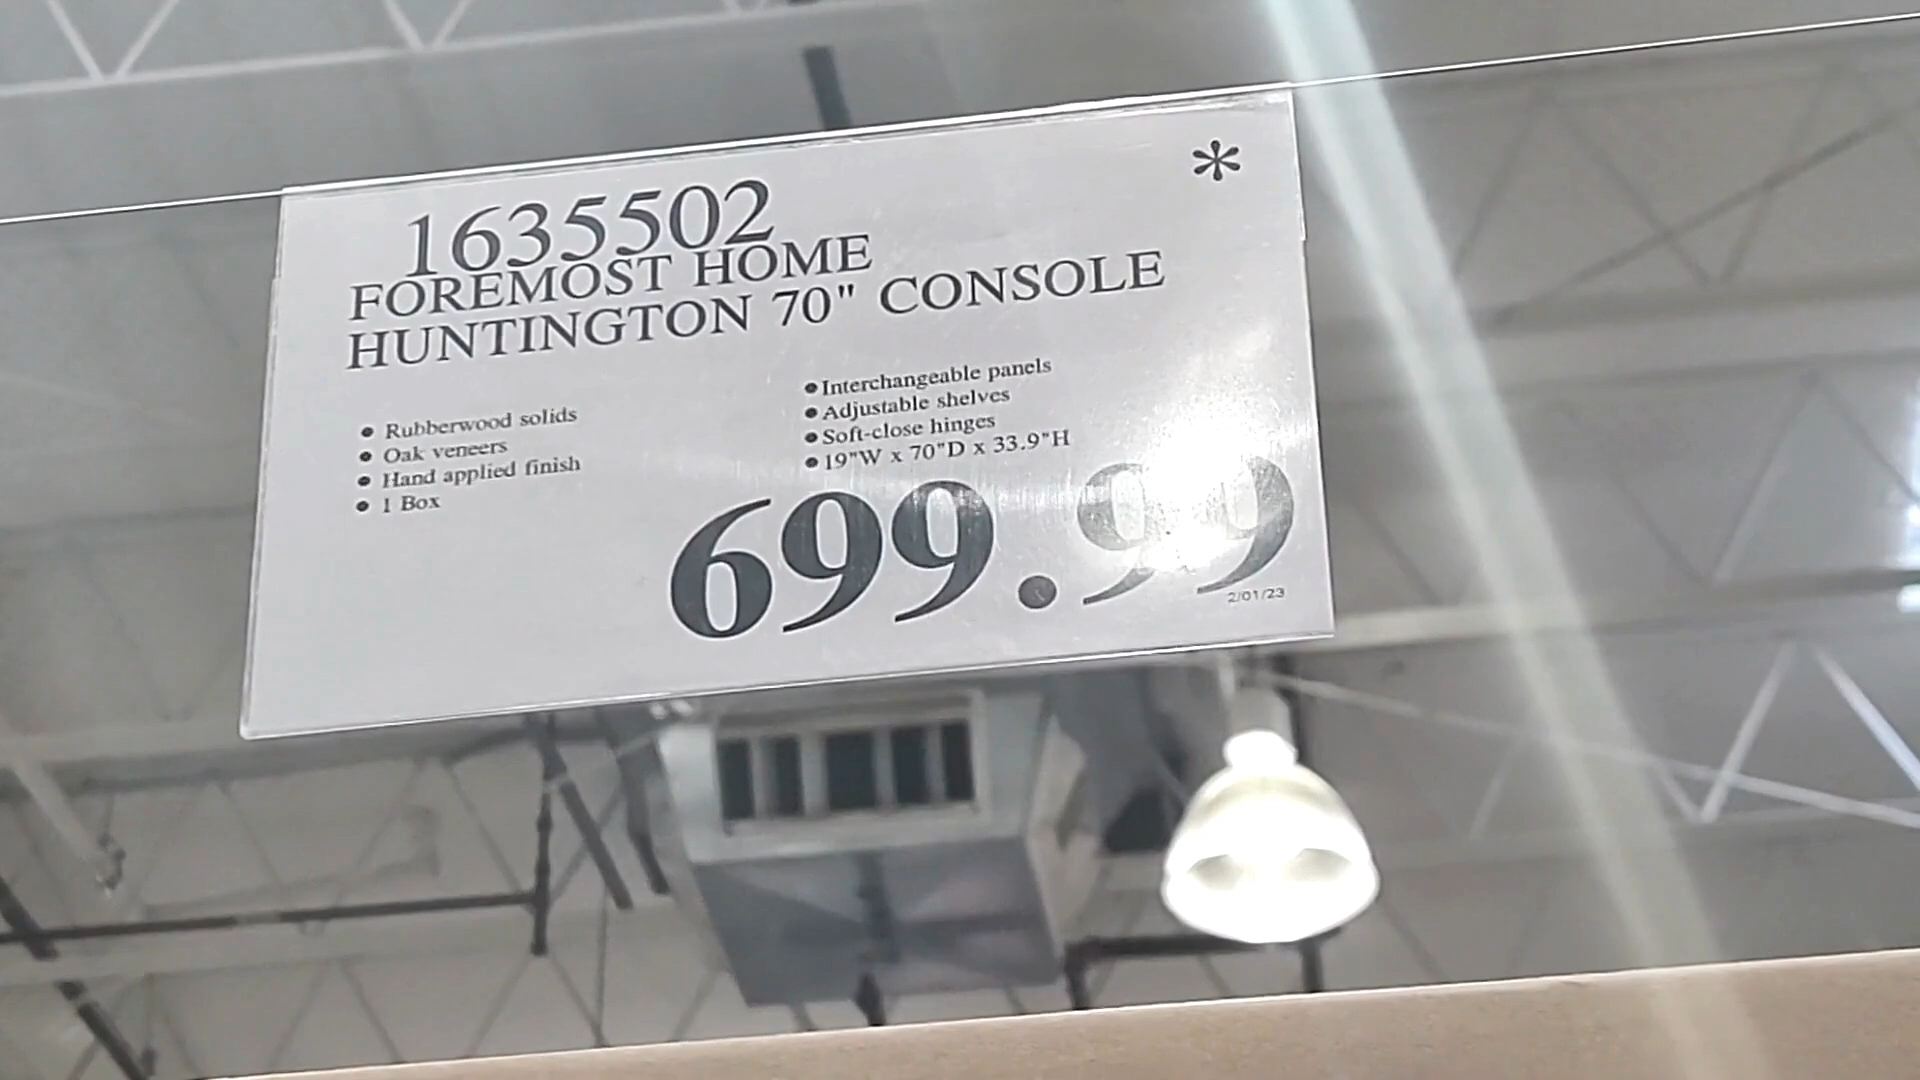 *
1635502
FOREMOST HOME
HUNTINGTON 70" CONSOLE
• Rubberwood solids
• Oak veneers
• Hand applied finish
• 1 Box
• Interchangeable panels
• Adjustable shelves
• Soft-close hinges
• 19"W x 70"D x 33.9"H
699.99
2/01/23